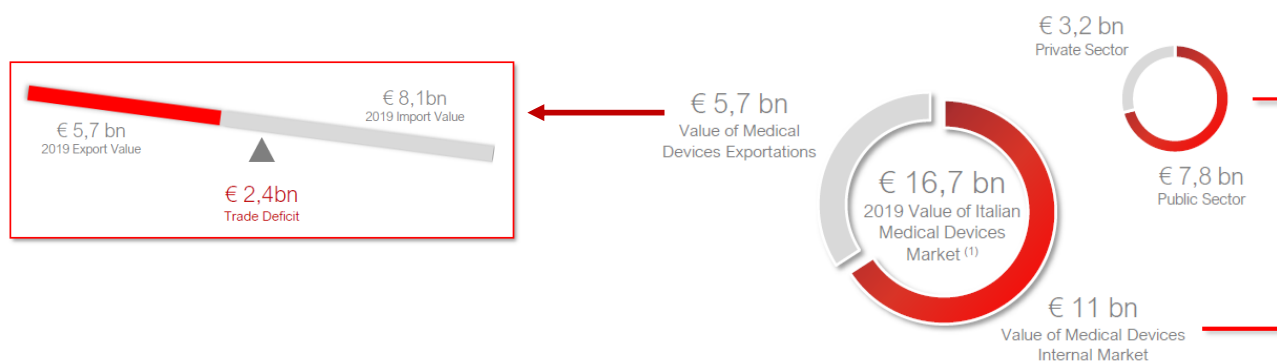 € 3,2 bn
Private Sector
€ 8,1bn
2019 Import Value
€ 5,7 bn
2019 Export Value
€ 2,4bn
Trade Deficit
€ 5,7 bn
Value of Medical
Devices Exportations
€ 16,7 bn
2019 Value of Italian
Medical Devices
Market (1)
€ 7,8 bn
Public Sector
€ 11 bn
Value of Medical Devices
Internal Market